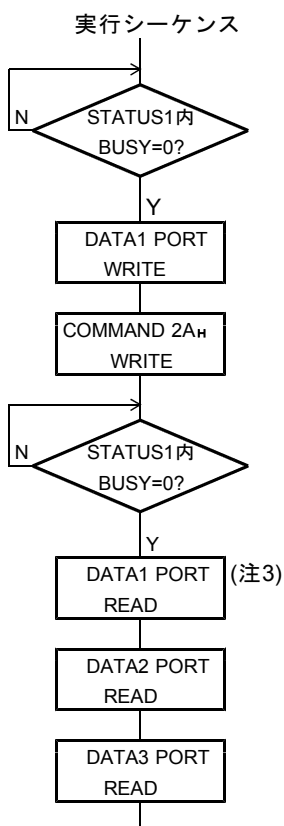 実行シーケンス
STATUS1内
N
BUSY=0?
Y
DATA1 PORT
WRITE
COMMAND 2AH
WRITE
STATUS1内
N
BUSY=0?
Y
DATA1 PORT (注3)
READ
DATA2 PORT
READ
DATA3 PORT
READ